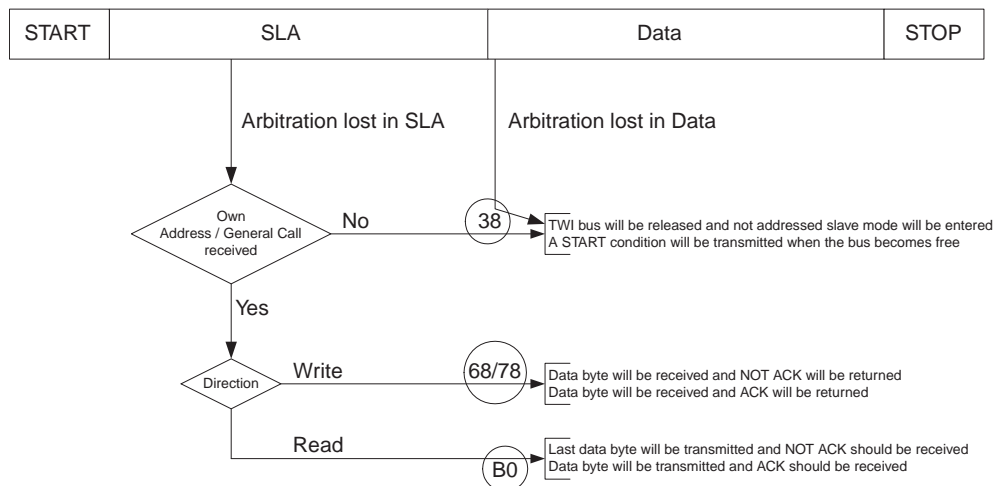 START SLA Data STOP
Arbitration lost in SLA Arbitration lost in Data
Own
Address / General Call
received
No
38
TWI bus will be released and not addressed slave mode will be entered
A START condition will be transmitted when the bus becomes free
Yes
Direction
Write
68/78
Data byte will be received and NOT ACK will be returned
Data byte will be received and ACK will be returned
Read
B0
Last data byte will be transmitted and NOT ACK should be received
Data byte will be transmitted and ACK should be received